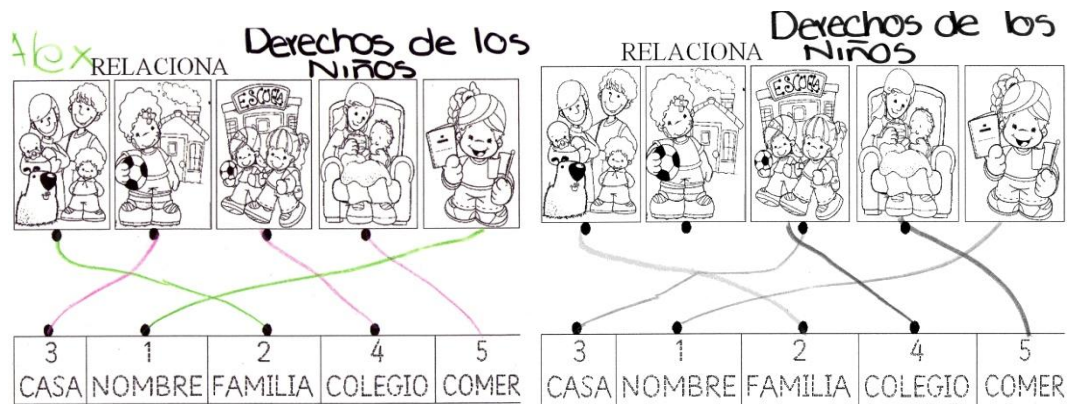 Alex
Derechos de los
Niños
RELACIONA
ESCUELA
3 1 2 4 5
CASA NOMBRE FAMILIA COLEGIO COMER
Derechos de los
Niños
RELACIONA
3 1 2 4 5
CASA NOMBRE FAMILIA COLEGIO COMER